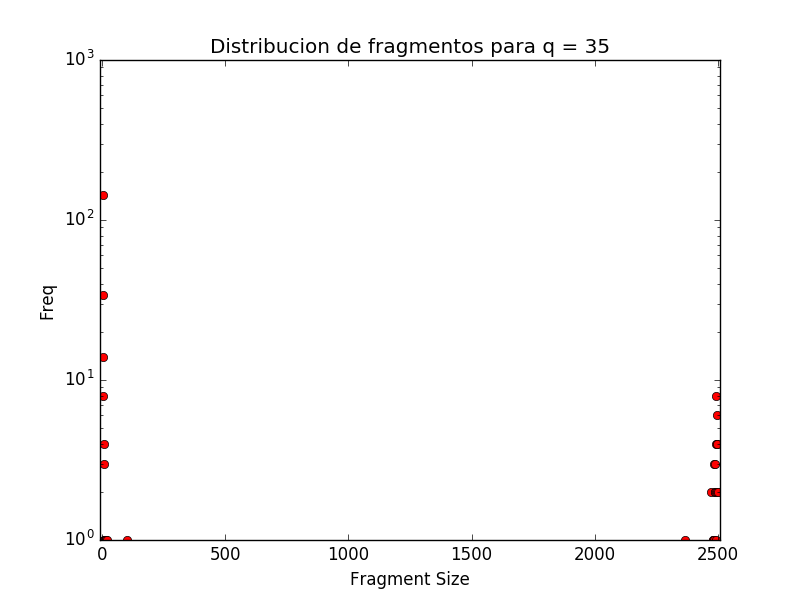 Distribucion de fragmentos para q = 35
10³
10²
10¹
10⁰
Freq
0 500 1000 1500 2000 2500
Fragment Size